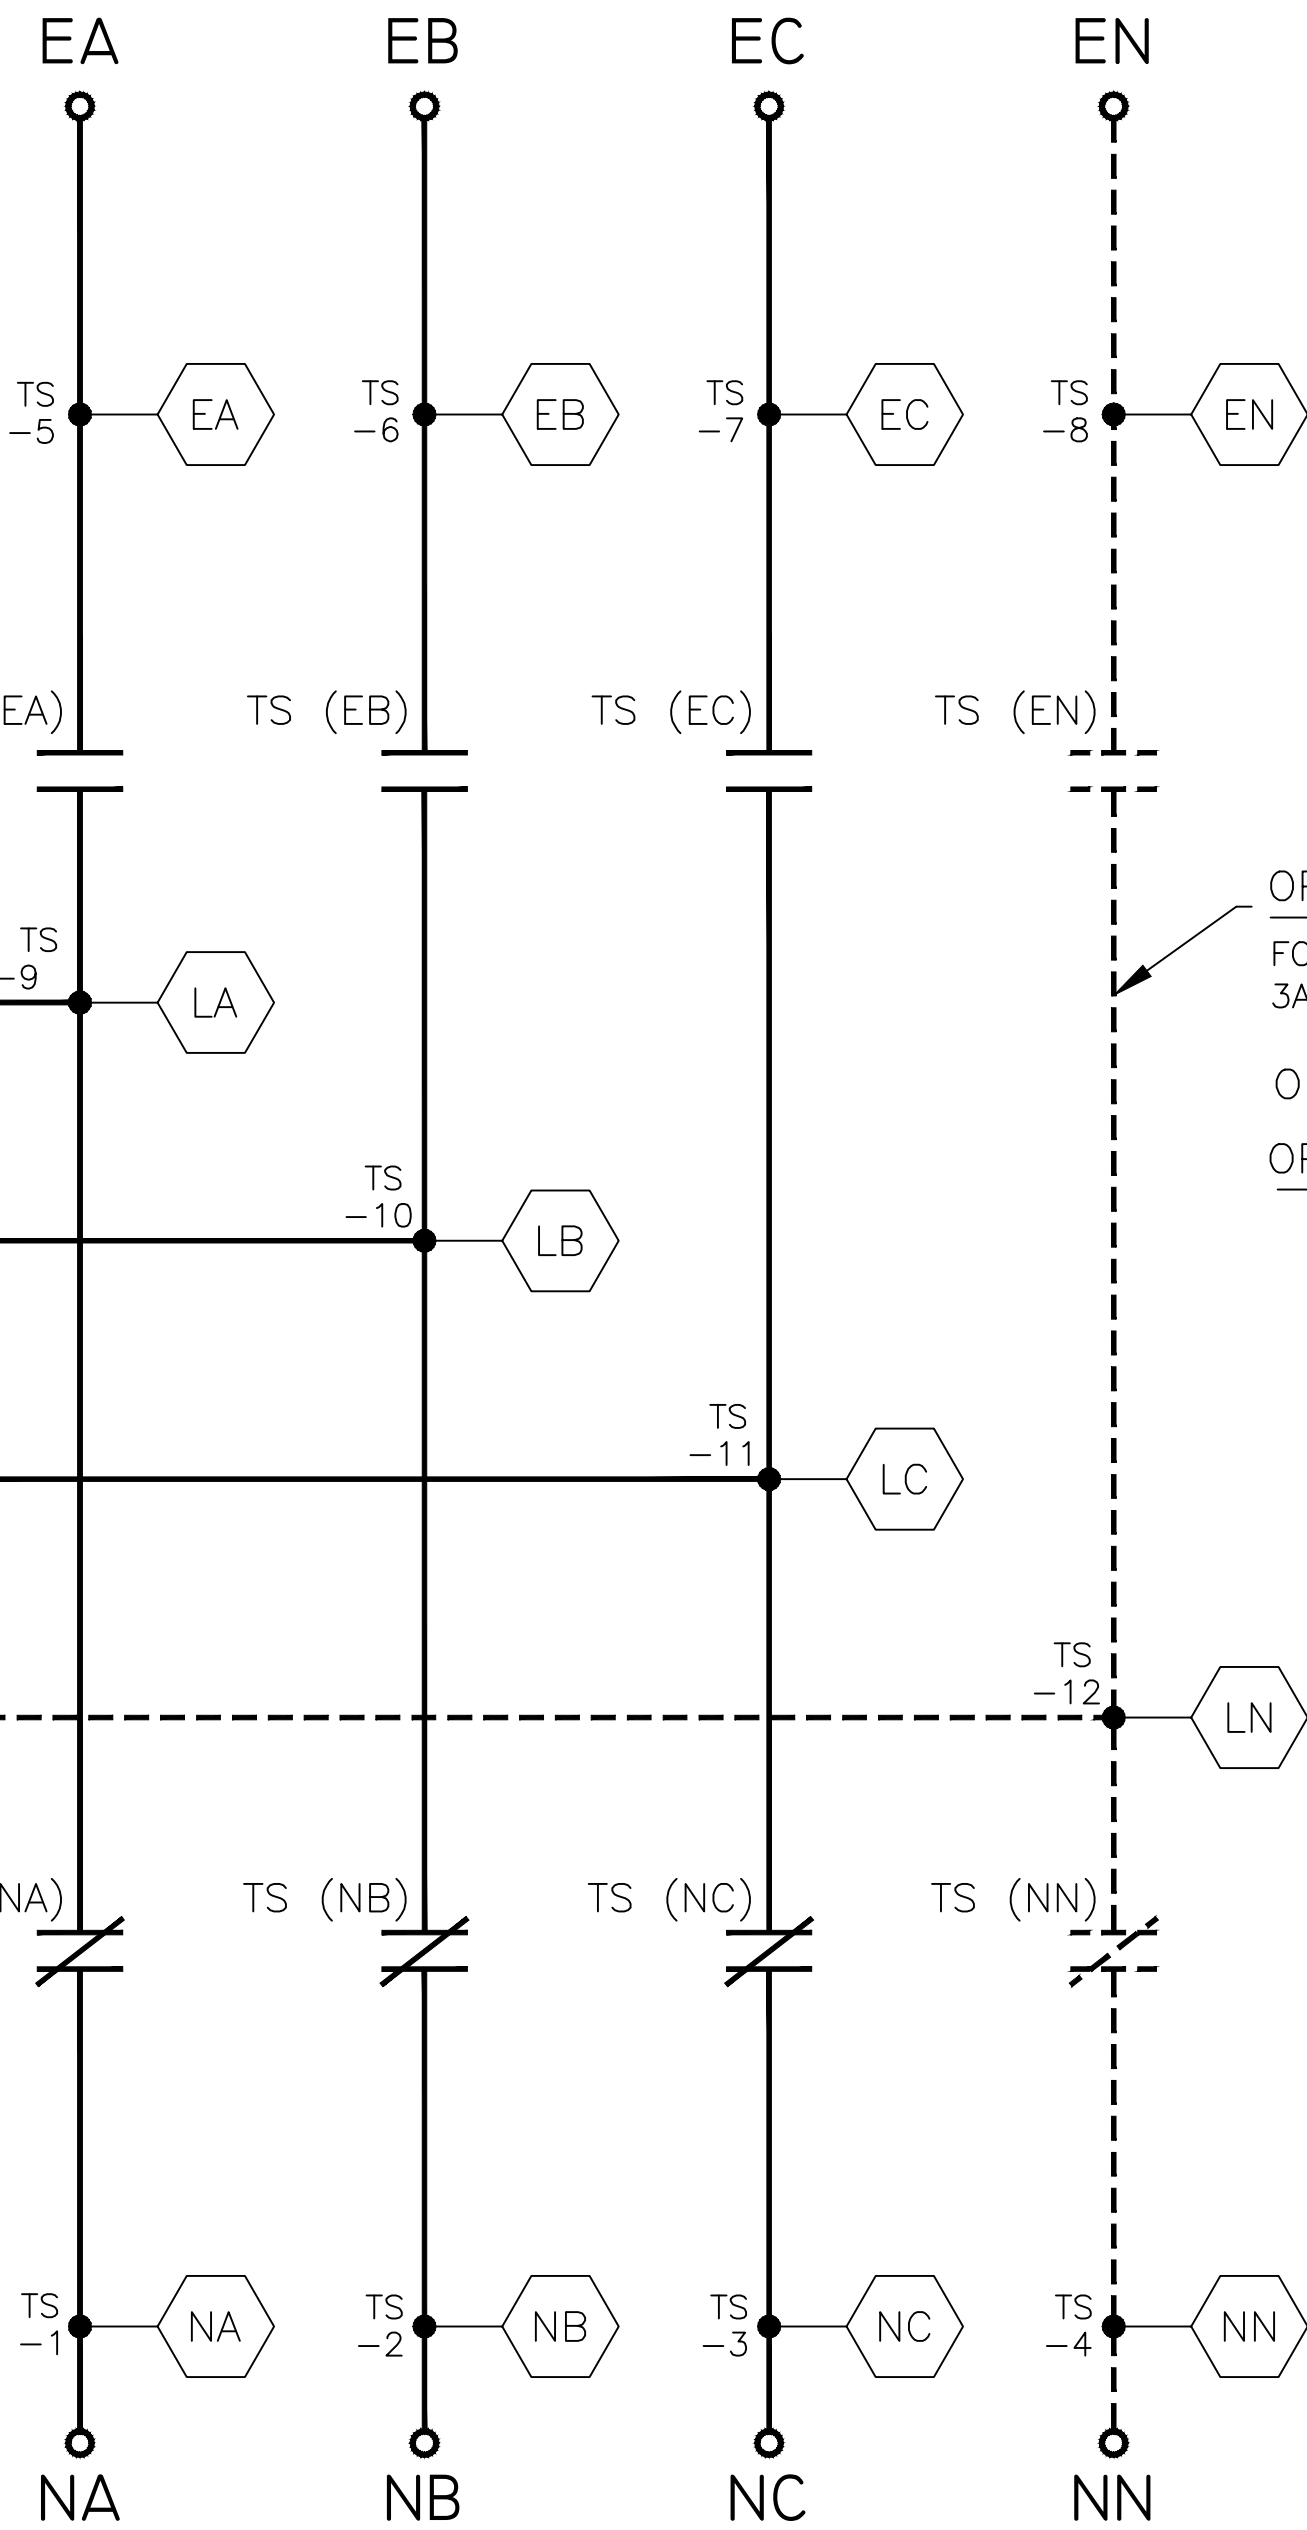 EA EB EC EN
TS TS TS TS
-5 EA -6 EB -7 EC -8 EN
EA) TS (EB) TS (EC) TS (EN)
TS
-9 LA
3A
TS
-10 LB
TS
-11 LC
TS
-12 LN
NA) TS (NB) TS (NC) TS (NN)
TS TS TS TS
-1 NA -2 NB -3 NC -4 NN
NA NB NC NN